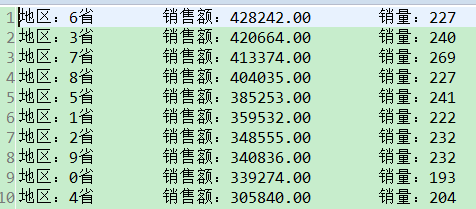 1 地区：6省 销售额：428242.00 销量：227
2 地区：3省 销售额：420664.00 销量：240
3 地区：7省 销售额：413374.00 销量：269
4 地区：8省 销售额：404035.00 销量：227
5 地区：5省 销售额：385253.00 销量：241
6 地区：1省 销售额：359532.00 销量：222
7 地区：2省 销售额：348555.00 销量：232
8 地区：9省 销售额：340836.00 销量：232
9 地区：0省 销售额：339274.00 销量：193
10 地区：4省 销售额：305840.00 销量：204